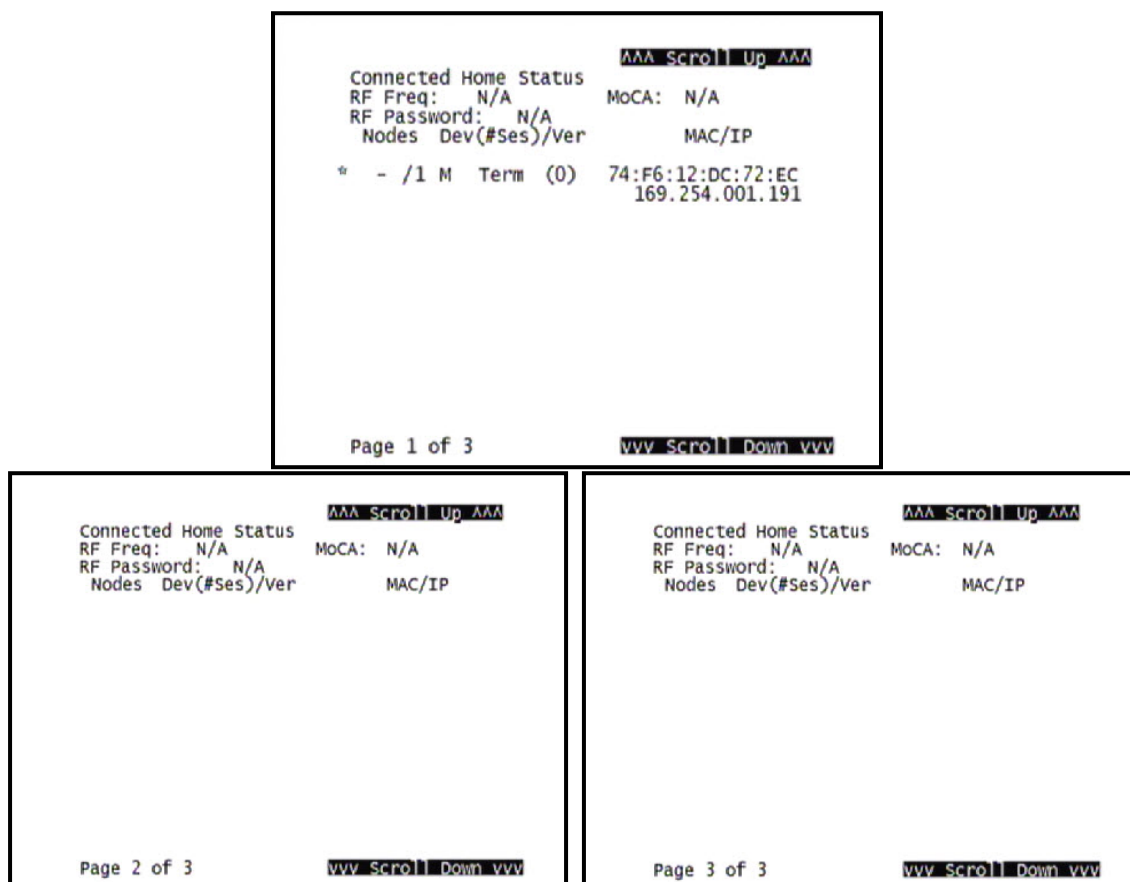 ^^^ Scroll Up ^^^
Connected Home Status
RF Freq: N/A MoCA: N/A
RF Password: N/A
Nodes Dev(#Ses)/Ver MAC/IP
* - /1 M Term (0) 74:F6:12:DC:72:EC
169.254.001.191
Page 1 of 3 vvv Scroll Down vvv
^^^ Scroll Up ^^^
Connected Home Status
RF Freq: N/A MoCA: N/A
RF Password: N/A
Nodes Dev(#Ses)/Ver MAC/IP
Page 2 of 3 vvv Scroll Down vvv
^^^ Scroll Up ^^^
Connected Home Status
RF Freq: N/A MoCA: N/A
RF Password: N/A
Nodes Dev(#Ses)/Ver MAC/IP
Page 3 of 3 vvv Scroll Down vvv